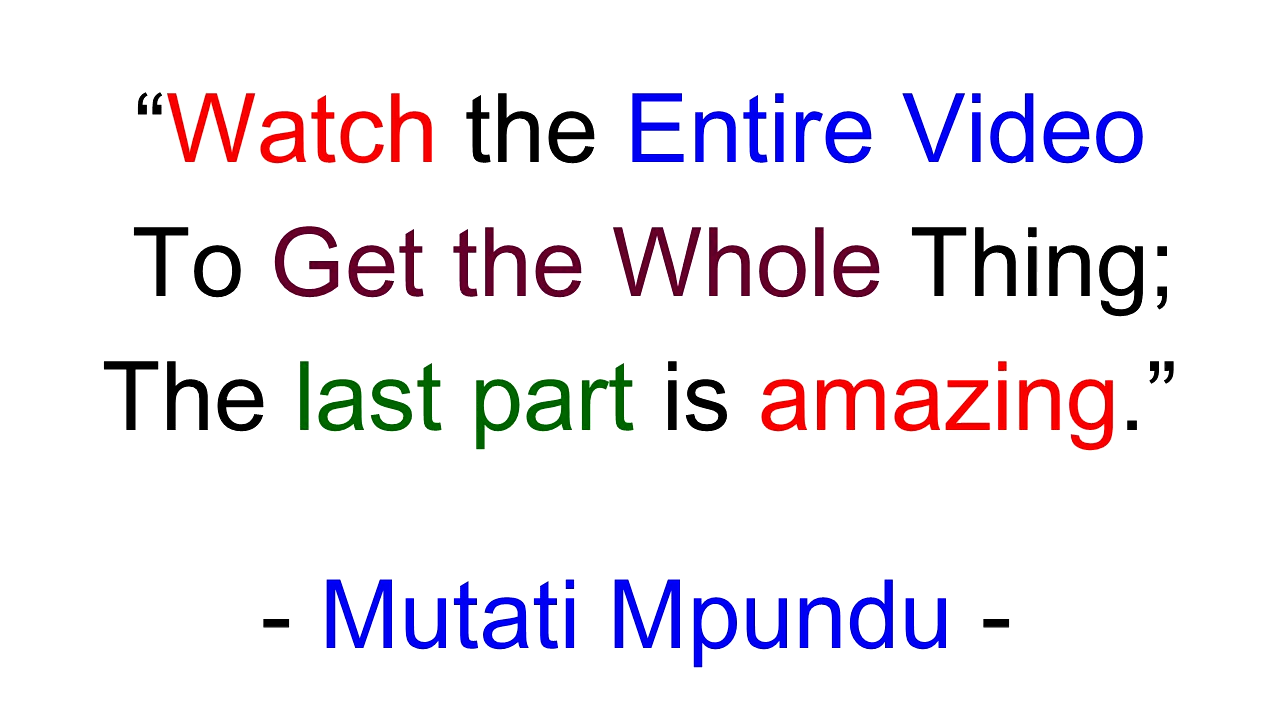 “Watch the Entire Video
To Get the Whole Thing;
The last part is amazing.”
- Mutati Mpundu -